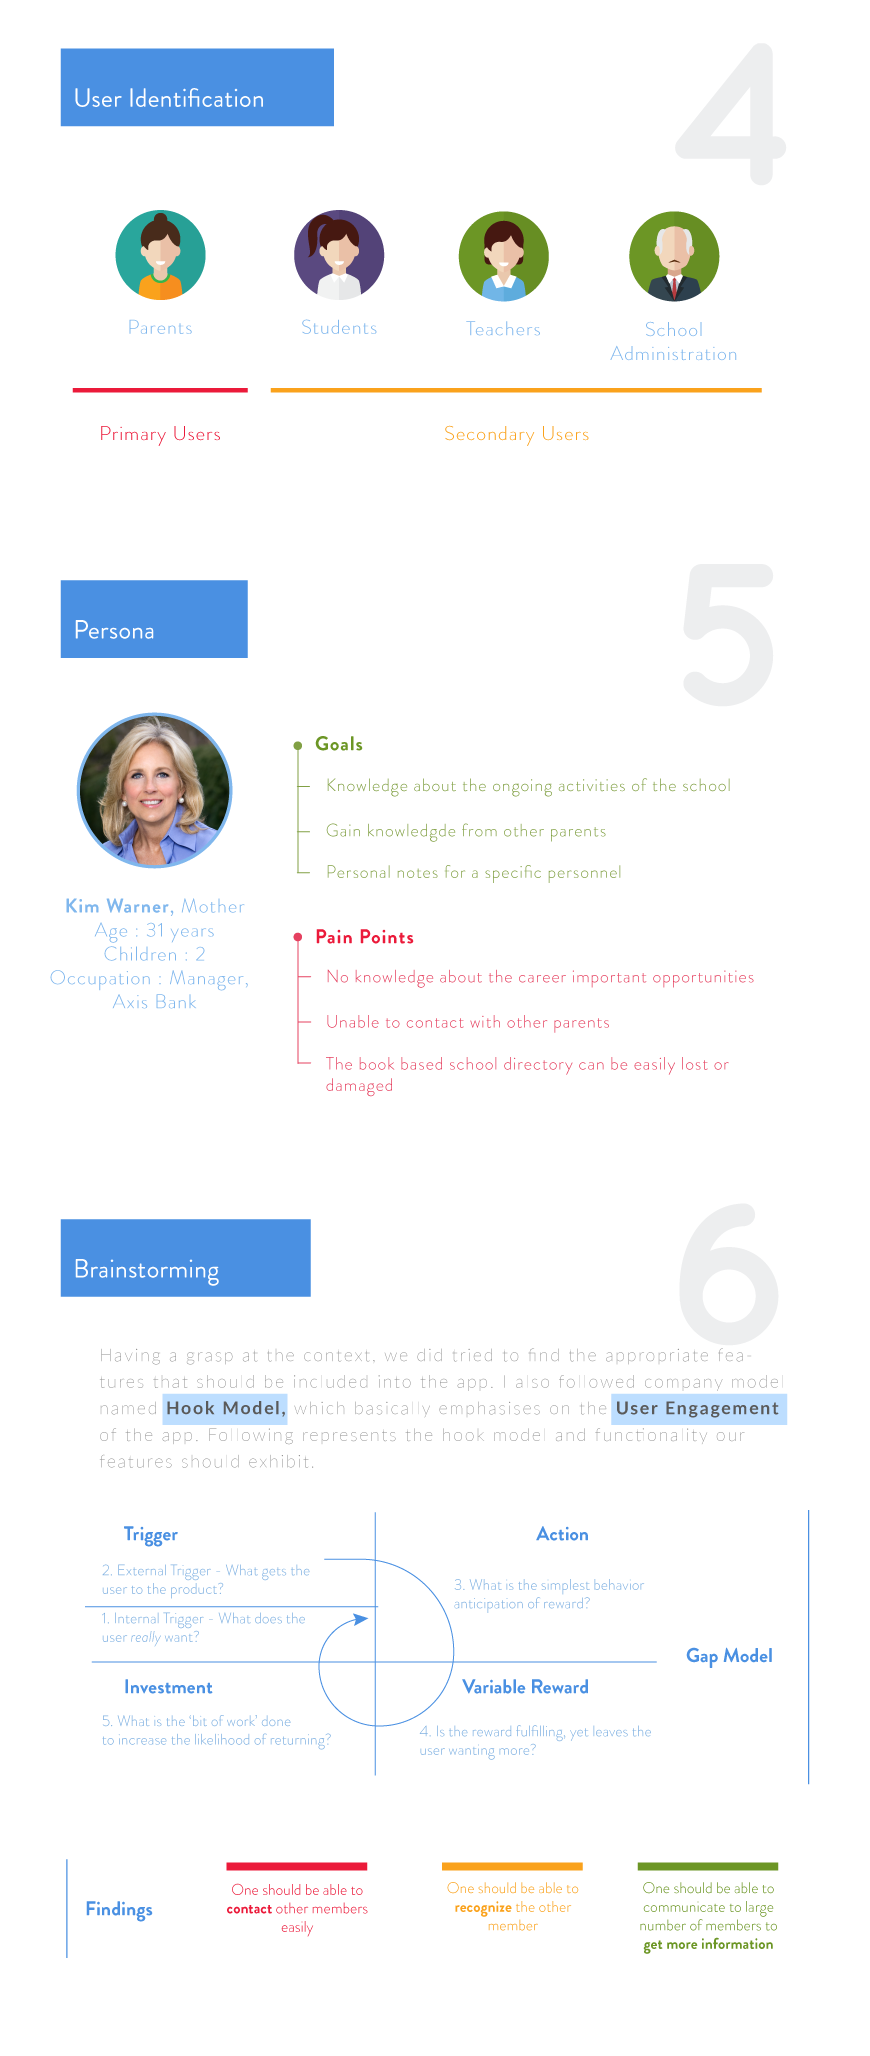 User Identification
4
Parents
Students
Teachers
School
Administration
Primary Users
Secondary Users
Persona
5
Kim Warner, Mother
Age : 31 years
Children : 2
Occupation : Manager,
Axis Bank
Goals
Knowledge about the ongoing activities of the school
Gain knowledgde from other parents
Personal notes for a specific personnel
Pain Points
No knowledge about the career important opportunities
Unable to contact with other parents
The book based school directory can be easily lost or
damaged
Brainstorming
6
Having a grasp at the context, we did tried to find the appropriate fea-
tures that should be included into the app. I also followed company model
named Hook Model, which basically emphasises on the User Engagement
of the app. Following represents the hook model and functionality our
features should exhibit.
Trigger
2. External Trigger - What gets the
user to the product?
1. Internal Trigger - What does the
user really want?
Action
3. What is the simplest behavior
anticipation of reward?
Gap Model
Investment
5. What is the ‘bit of work’ done
to increase the likelihood of returning?
Variable Reward
4. Is the reward fulfilling, yet leaves the
user wanting more?
Findings
One should be able to
contact other members
easily
One should be able to
recognize the other
member
One should be able to
communicate to large
number of members to
get more information